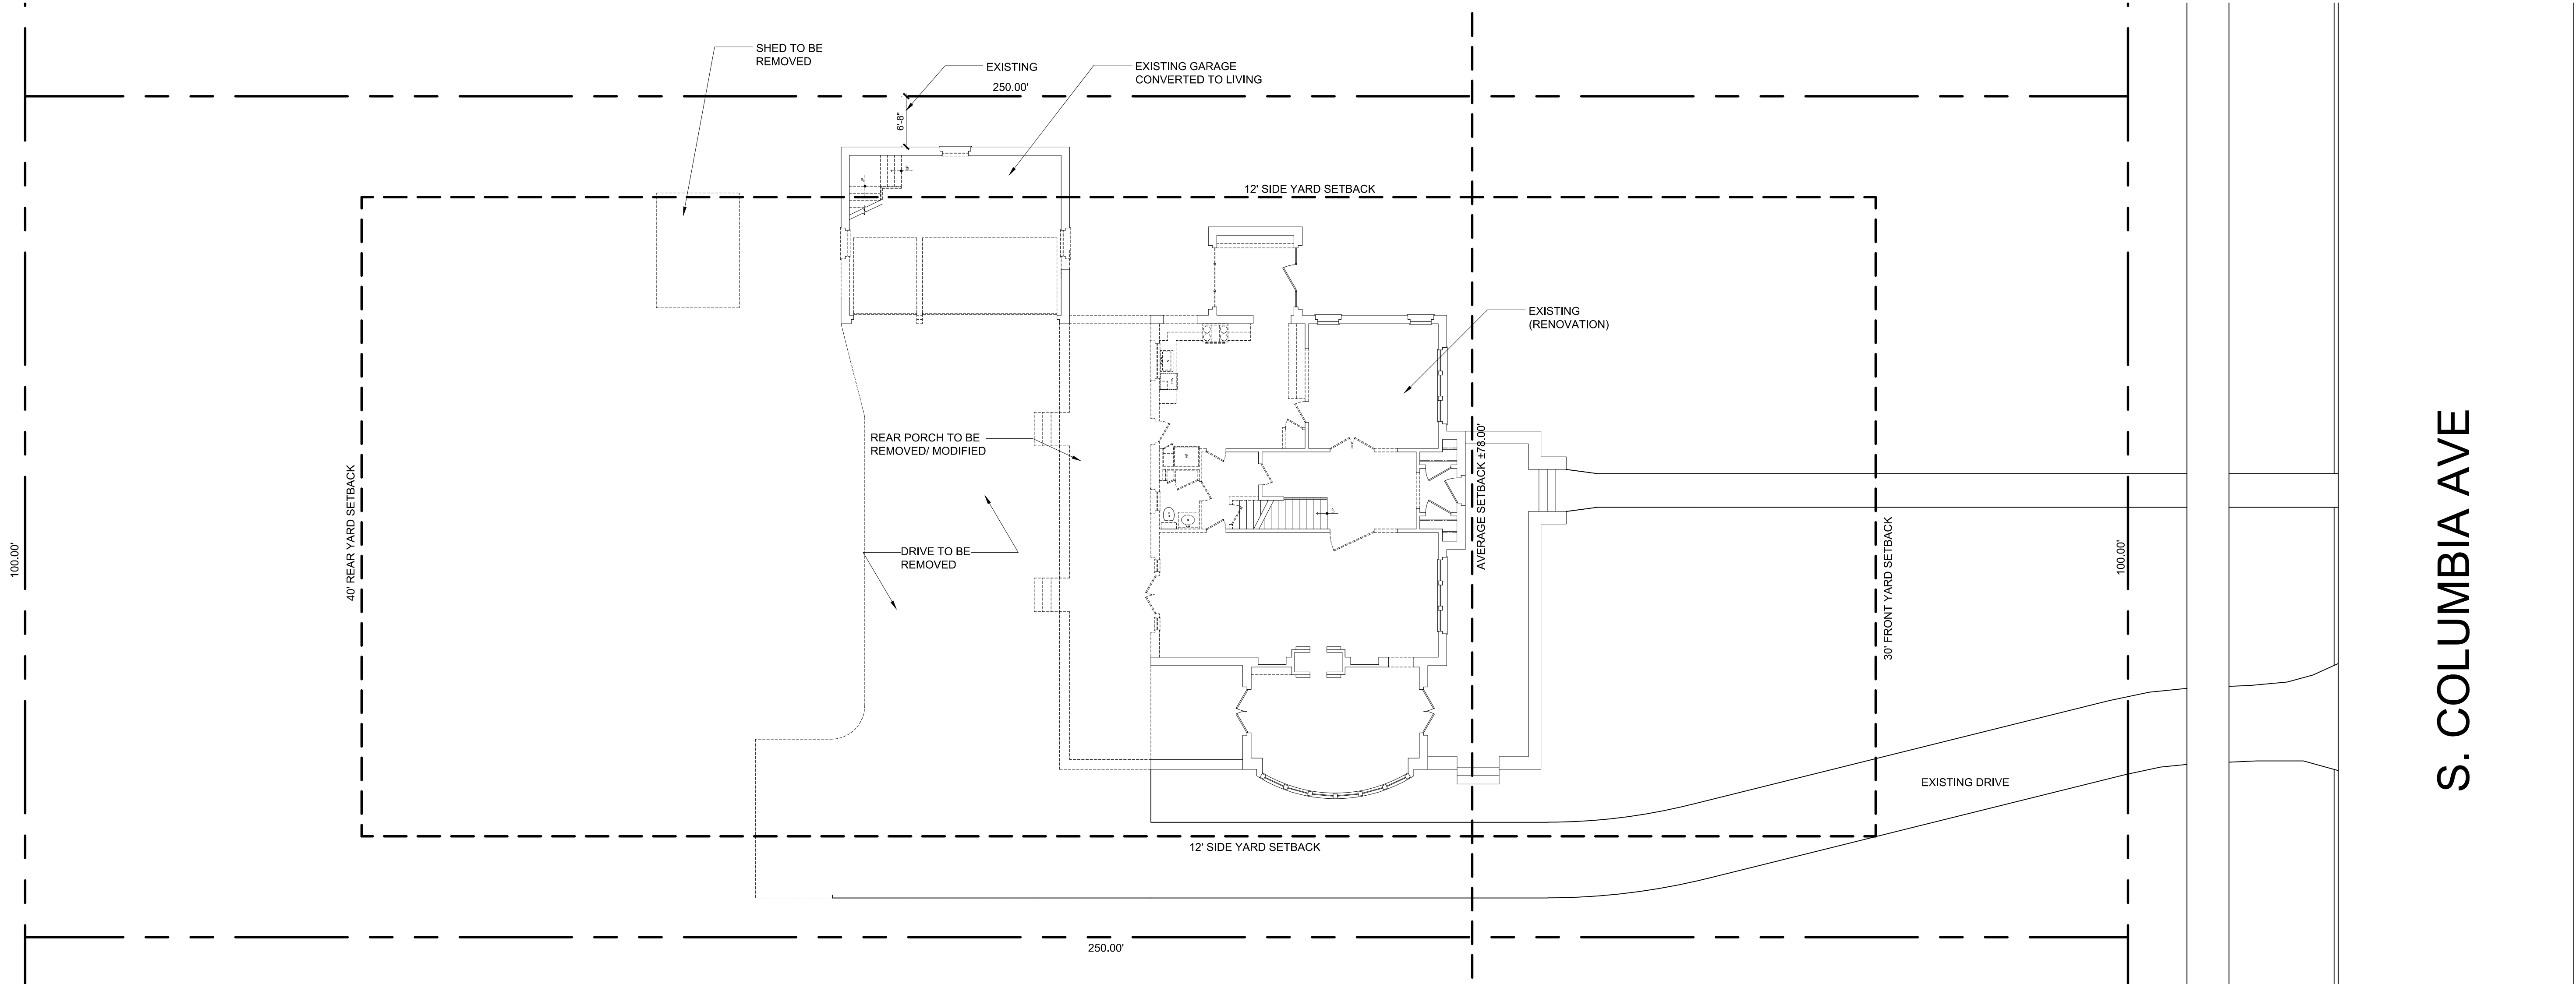 SHED TO BE
REMOVED
EXISTING
250.00'
EXISTING GARAGE
CONVERTED TO LIVING
6'-8"
12' SIDE YARD SETBACK
EXISTING
(RENOVATION)
REAR PORCH TO BE
REMOVED/ MODIFIED
AVERAGE SETBACK ±78.00'
40' REAR YARD SETBACK
100.00'
DRIVE TO BE
REMOVED
30' FRONT YARD SETBACK
100.00'
S. COLUMBIA AVE
EXISTING DRIVE
12' SIDE YARD SETBACK
250.00'